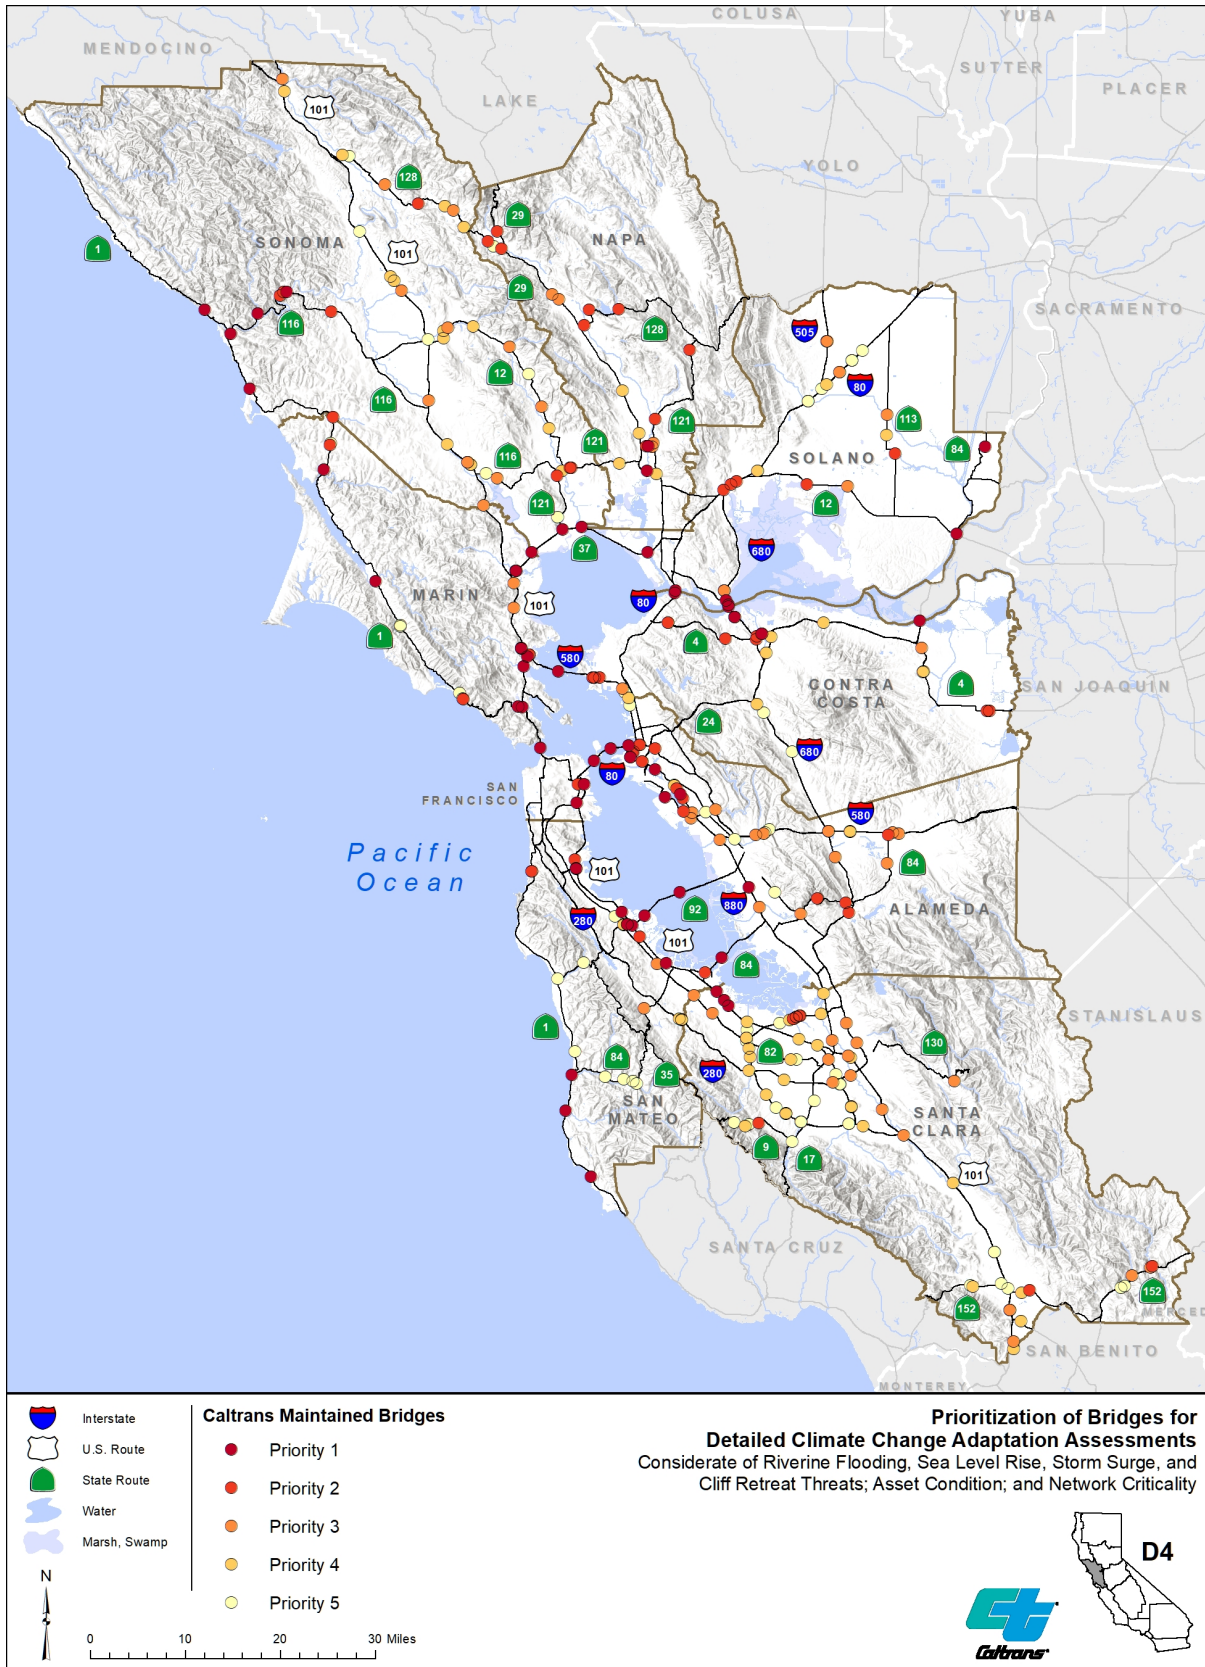 COLUSA
YUBA
MENDOCINO
SUTTER
LAKE
PLACER
101
YOLO
128
29
SONOMA
NAPA
1
101
29
SACRAMENTO
116
505
128
12
80
116
113
121
121
84
116
SOLANO
121
12
37
680
MARIN
80
101
1
4
580
CONTRA
COSTA
4
SAN JOAQUIN
24
680
80
SAN
FRANCISCO
580
Pacific
Ocean
101
84
92
880
ALAMEDA
280
101
84
STANISLAUS
1
130
84
82
35
280
SAN
MATEO
SANTA
CLARA
9
17
101
SANTA CRUZ
152
152
MERCED
SAN BENITO
MONTEREY
Interstate
U.S. Route
State Route
Water
Marsh, Swamp
N
0 10 20 30 Miles
Caltrans Maintained Bridges
Priority 1
Priority 2
Priority 3
Priority 4
Priority 5
Prioritization of Bridges for
Detailed Climate Change Adaptation Assessments
Considerate of Riverine Flooding, Sea Level Rise, Storm Surge, and
Cliff Retreat Threats; Asset Condition; and Network Criticality
D4
Caltrans